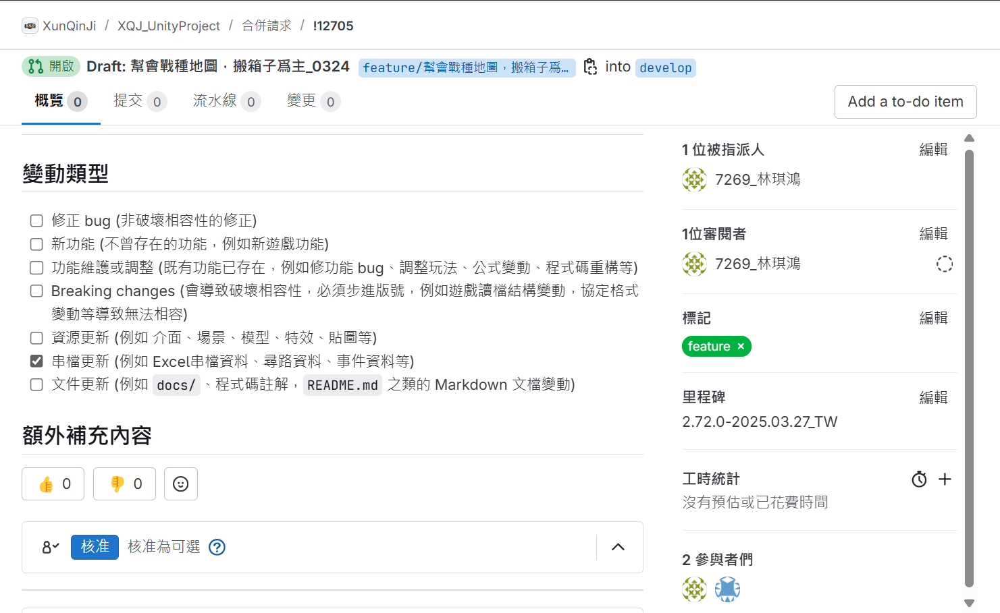 XunQinJi / XQJ_UnityProject / 合併請求 / !12705
開啟 Draft: 幫會戰種地圖，搬箱子爲主_0324 feature/幫會戰種地圖，搬箱子爲… into develop
概覽 0 提交 0 流水線 0 變更 0
Add a to-do item
變動類型
修正 bug (非破壞相容性的修正)
新功能 (不曾存在的功能，例如新遊戲功能)
功能維護或調整 (既有功能已存在，例如修功能 bug、調整玩法、公式變動、程式碼重構等)
Breaking changes (會導致破壞相容性，必須步進版號，例如遊戲讀檔結構變動，協定格式
變動等導致無法相容)
資源更新 (例如 介面、場景、模型、特效、貼圖等)
串檔更新 (例如 Excel串檔資料、尋路資料、事件資料等)
文件更新 (例如 docs/ 、程式碼註解， README.md 之類的 Markdown 文檔變動)
額外補充內容
0 0
核准 核准為可選
1 位被指派人 編輯
7269_林琪鴻
1位審閱者 編輯
7269_林琪鴻
標記 編輯
feature ×
里程碑 編輯
2.72.0-2025.03.27_TW
工時統計
沒有預估或已花費時間
2 參與者們